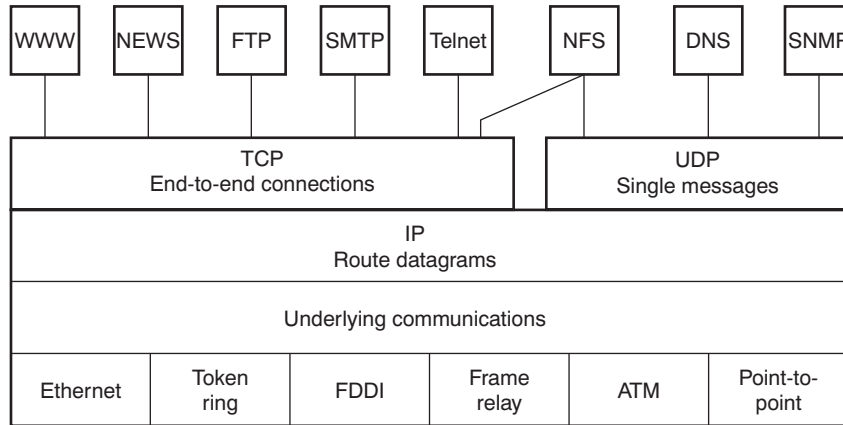 WWW NEWS FTP SMTP Telnet NFS DNS SNMP
TCP
End-to-end connections
UDP
Single messages
IP
Route datagrams
Underlying communications
Ethernet
Token
ring
FDDI
Frame
relay
ATM
Point-to-
point